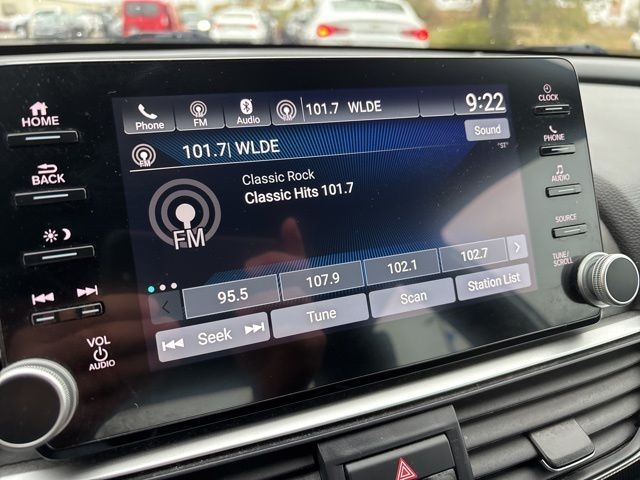 HOME
BACK
VOL
AUDIO
Phone
FM
Audio
101.7 WLDE
9:22
FM
101.7| WLDE
Sound
"ST"
Classic Rock
Classic Hits 101.7
FM
95.5
107.9
102.1
102.7
Seek
Tune
Scan
Station List
CLOCK
PHONE
AUDIO
SOURCE
TUNE/
SCROLL